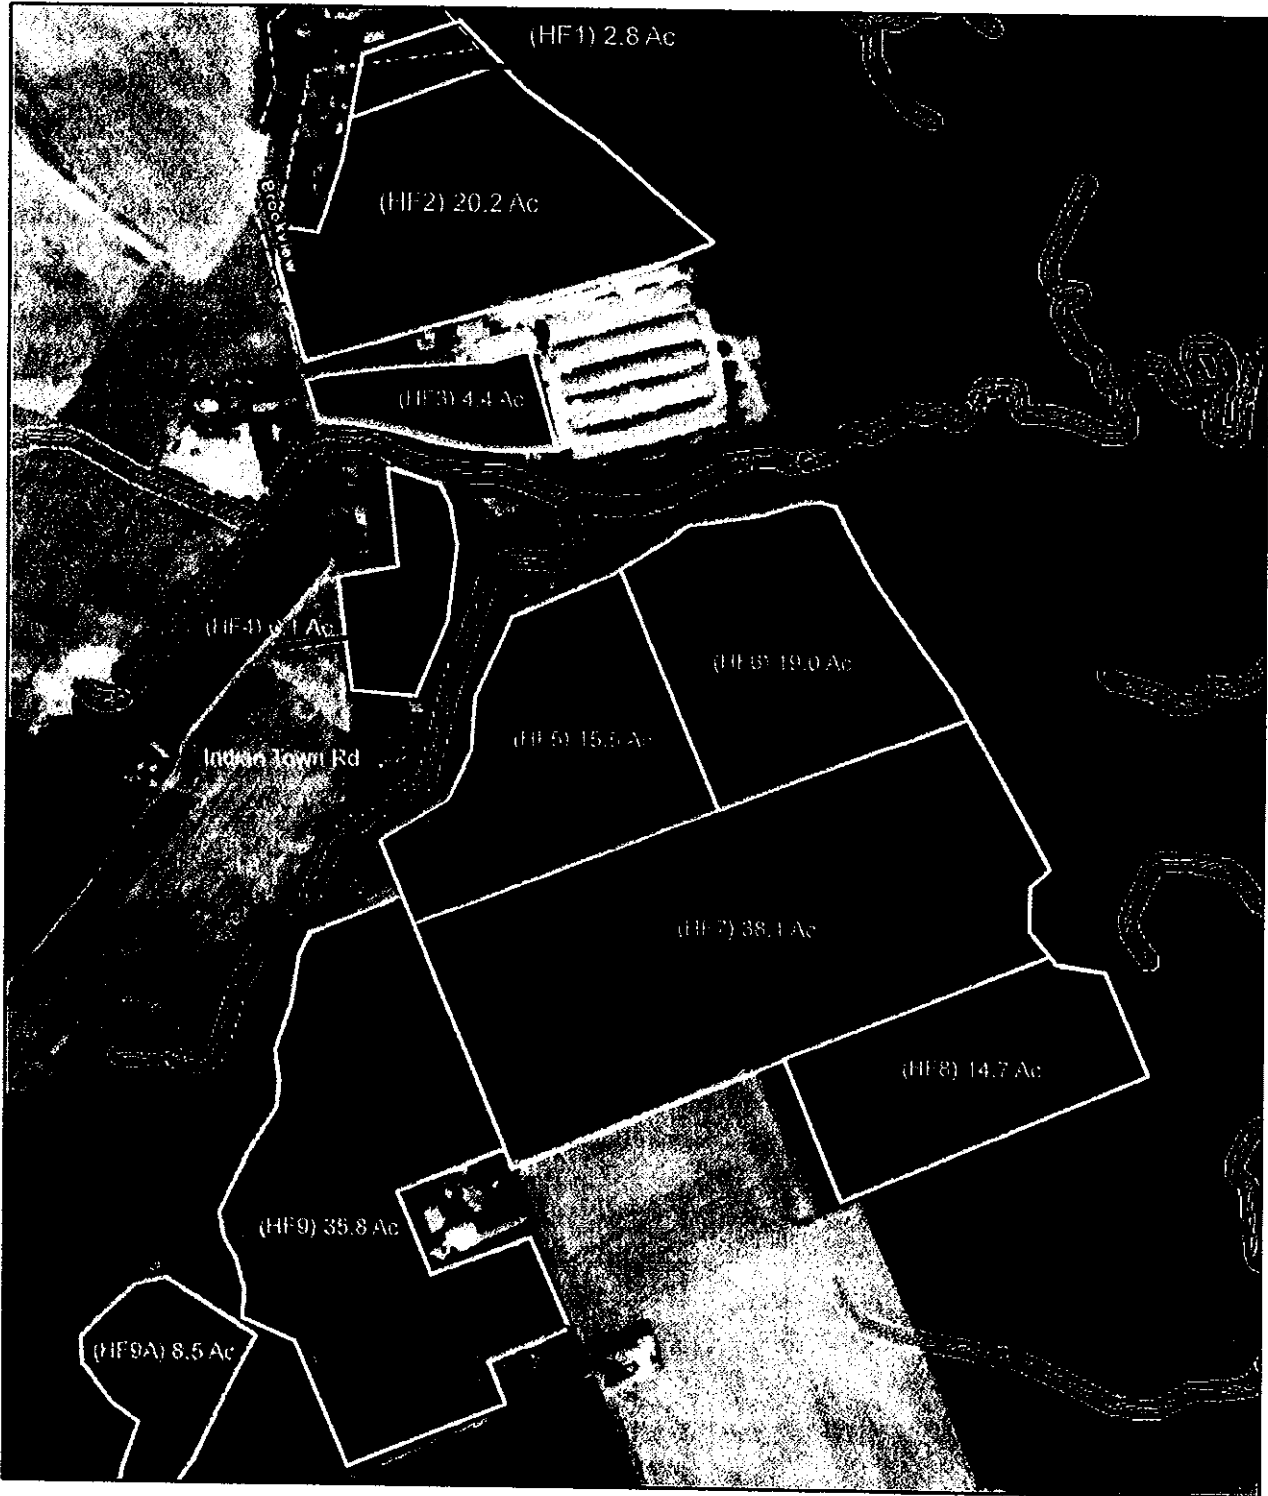 (HF1) 2.8 Ac
Brookview
(HF2) 20.2 Ac
(HF3) 4.4 Ac
(HF4) Ac
(HF6) 19.0 Ac
(HF5) 15.5 Ac
Indian Town Rd
(HF7) 38.1 Ac
(HF8) 14.7 Ac
(HF9) 35.8 Ac
(HF9A) 8.5 Ac